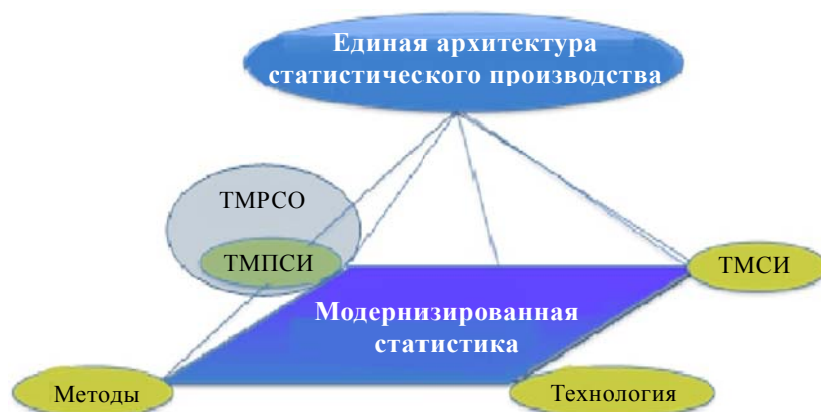 Единая архитектура
статистического производства
ТМРСО
ТМПСИ
ТМСИ
Модернизированная
статистика
Методы
Технология